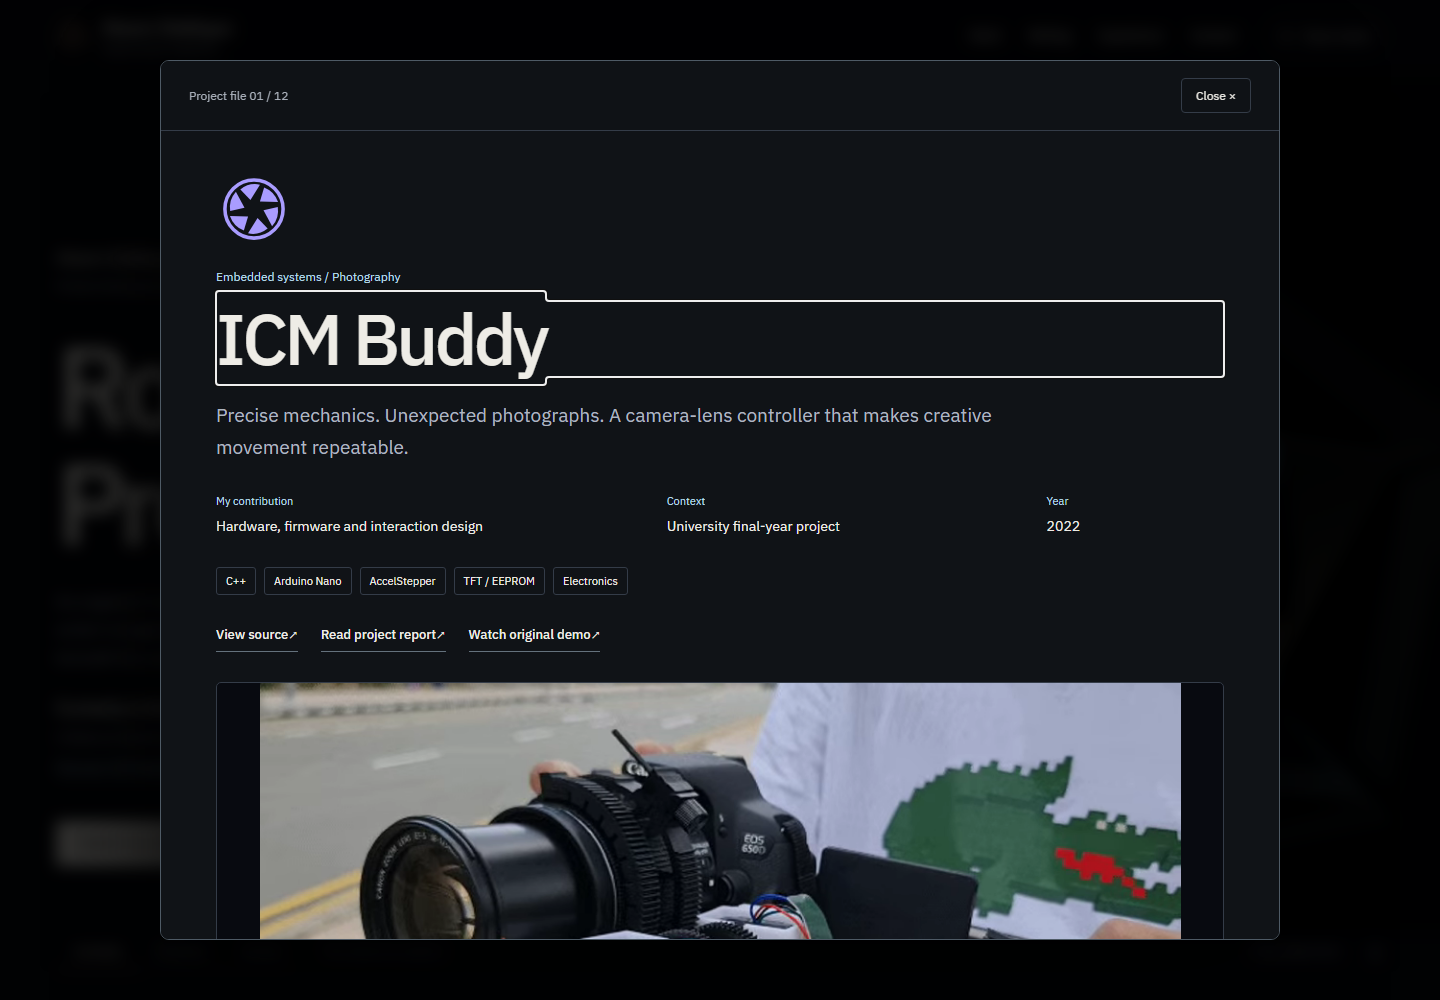 Project file 01 / 12
Close ×
Embedded systems / Photography
ICM Buddy
Precise mechanics. Unexpected photographs. A camera-lens controller that makes creative
movement repeatable.
My contribution
Hardware, firmware and interaction design
Context
University final-year project
Year
2022
C++
Arduino Nano
AccelStepper
TFT / EEPROM
Electronics
View source↗
Read project report↗
Watch original demo↗
EOS
650D